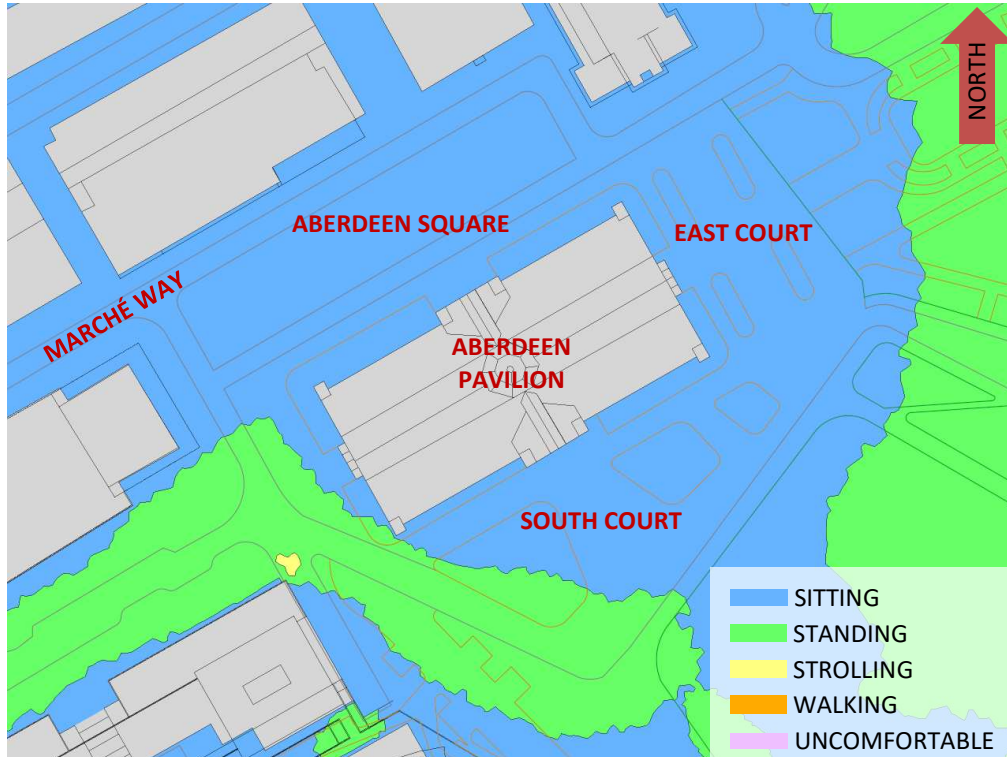 NORTH
ABERDEEN SQUARE
EAST COURT
MARCHÉ WAY
ABERDEEN
PAVILION
SOUTH COURT
SITTING
STANDING
STROLLING
WALKING
UNCOMFORTABLE